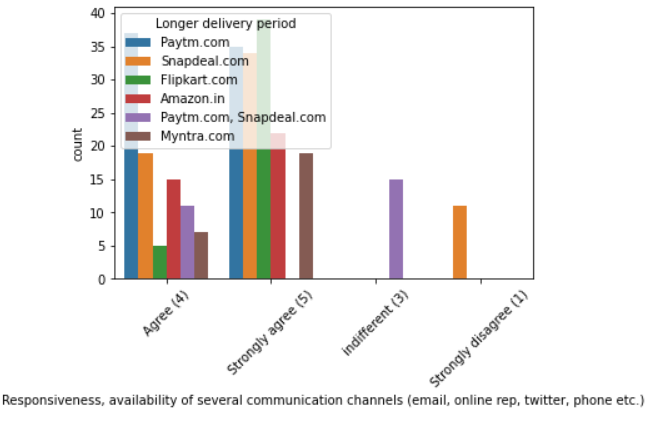 Longer delivery period
Paytm.com
Snapdeal.com
Flipkart.com
Amazon.in
Paytm.com, Snapdeal.com
Myntra.com
count
40
35
30
25
20
15
10
5
0
Agree (4)
Strongly agree (5)
indifferent (3)
Strongly disagree (1)
Responsiveness, availability of several communication channels (email, online rep, twitter, phone etc.)